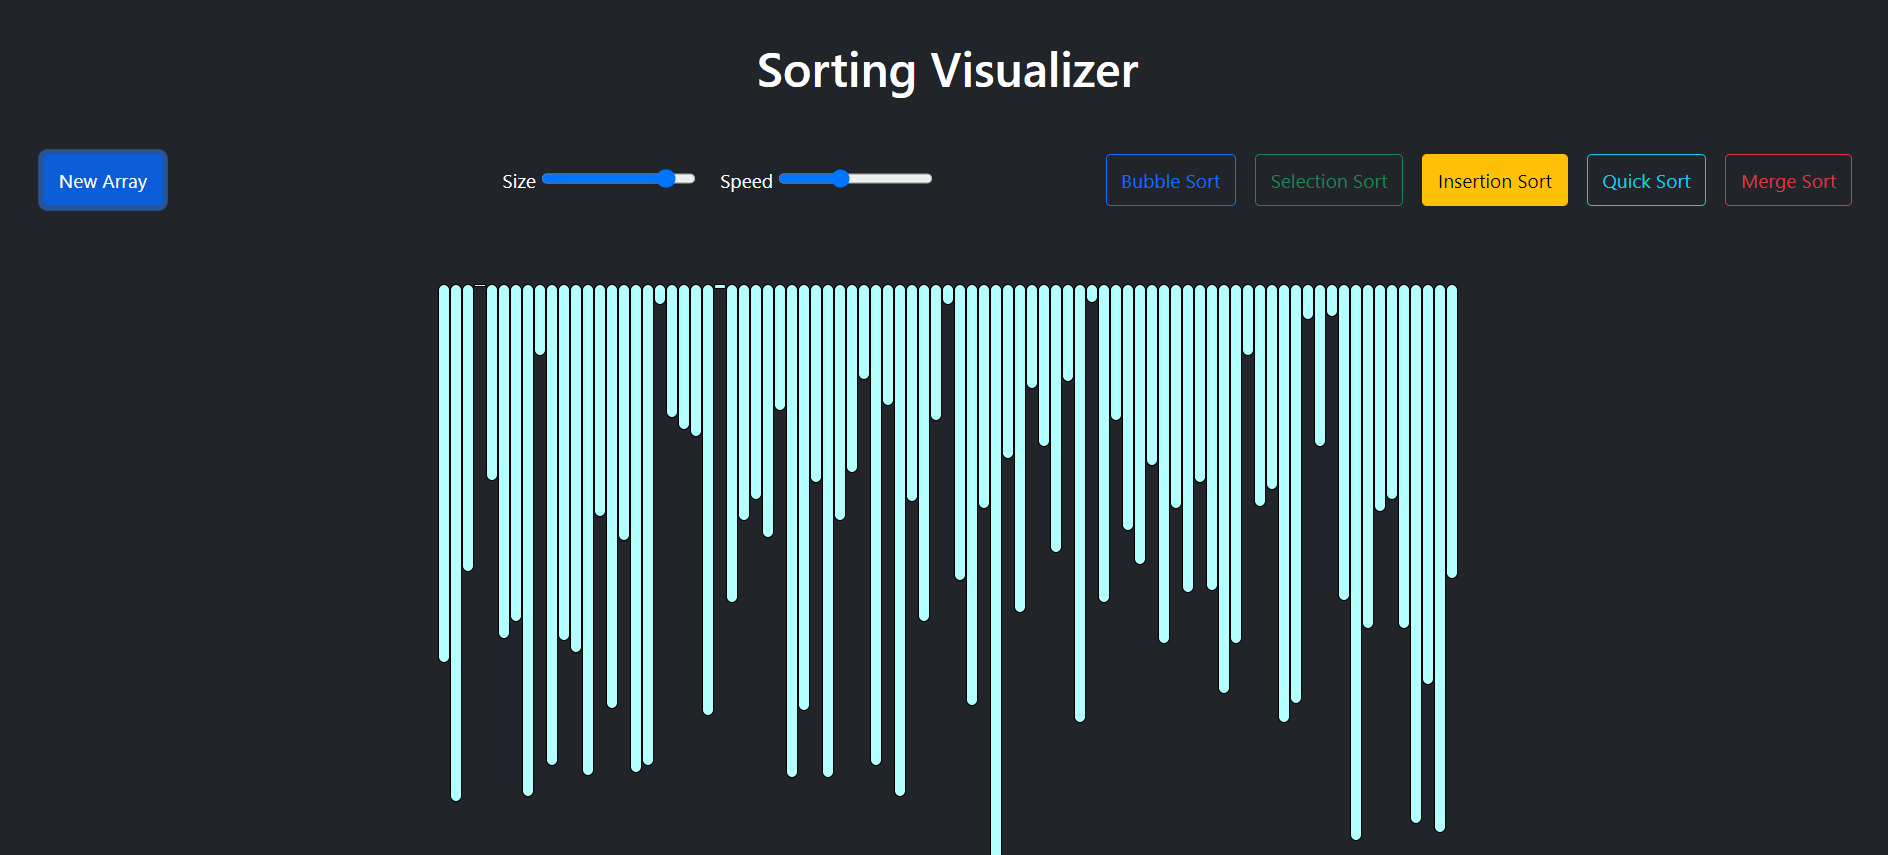 Sorting Visualizer
New Array
Size
Speed
Bubble Sort
Selection Sort
Insertion Sort
Quick Sort
Merge Sort